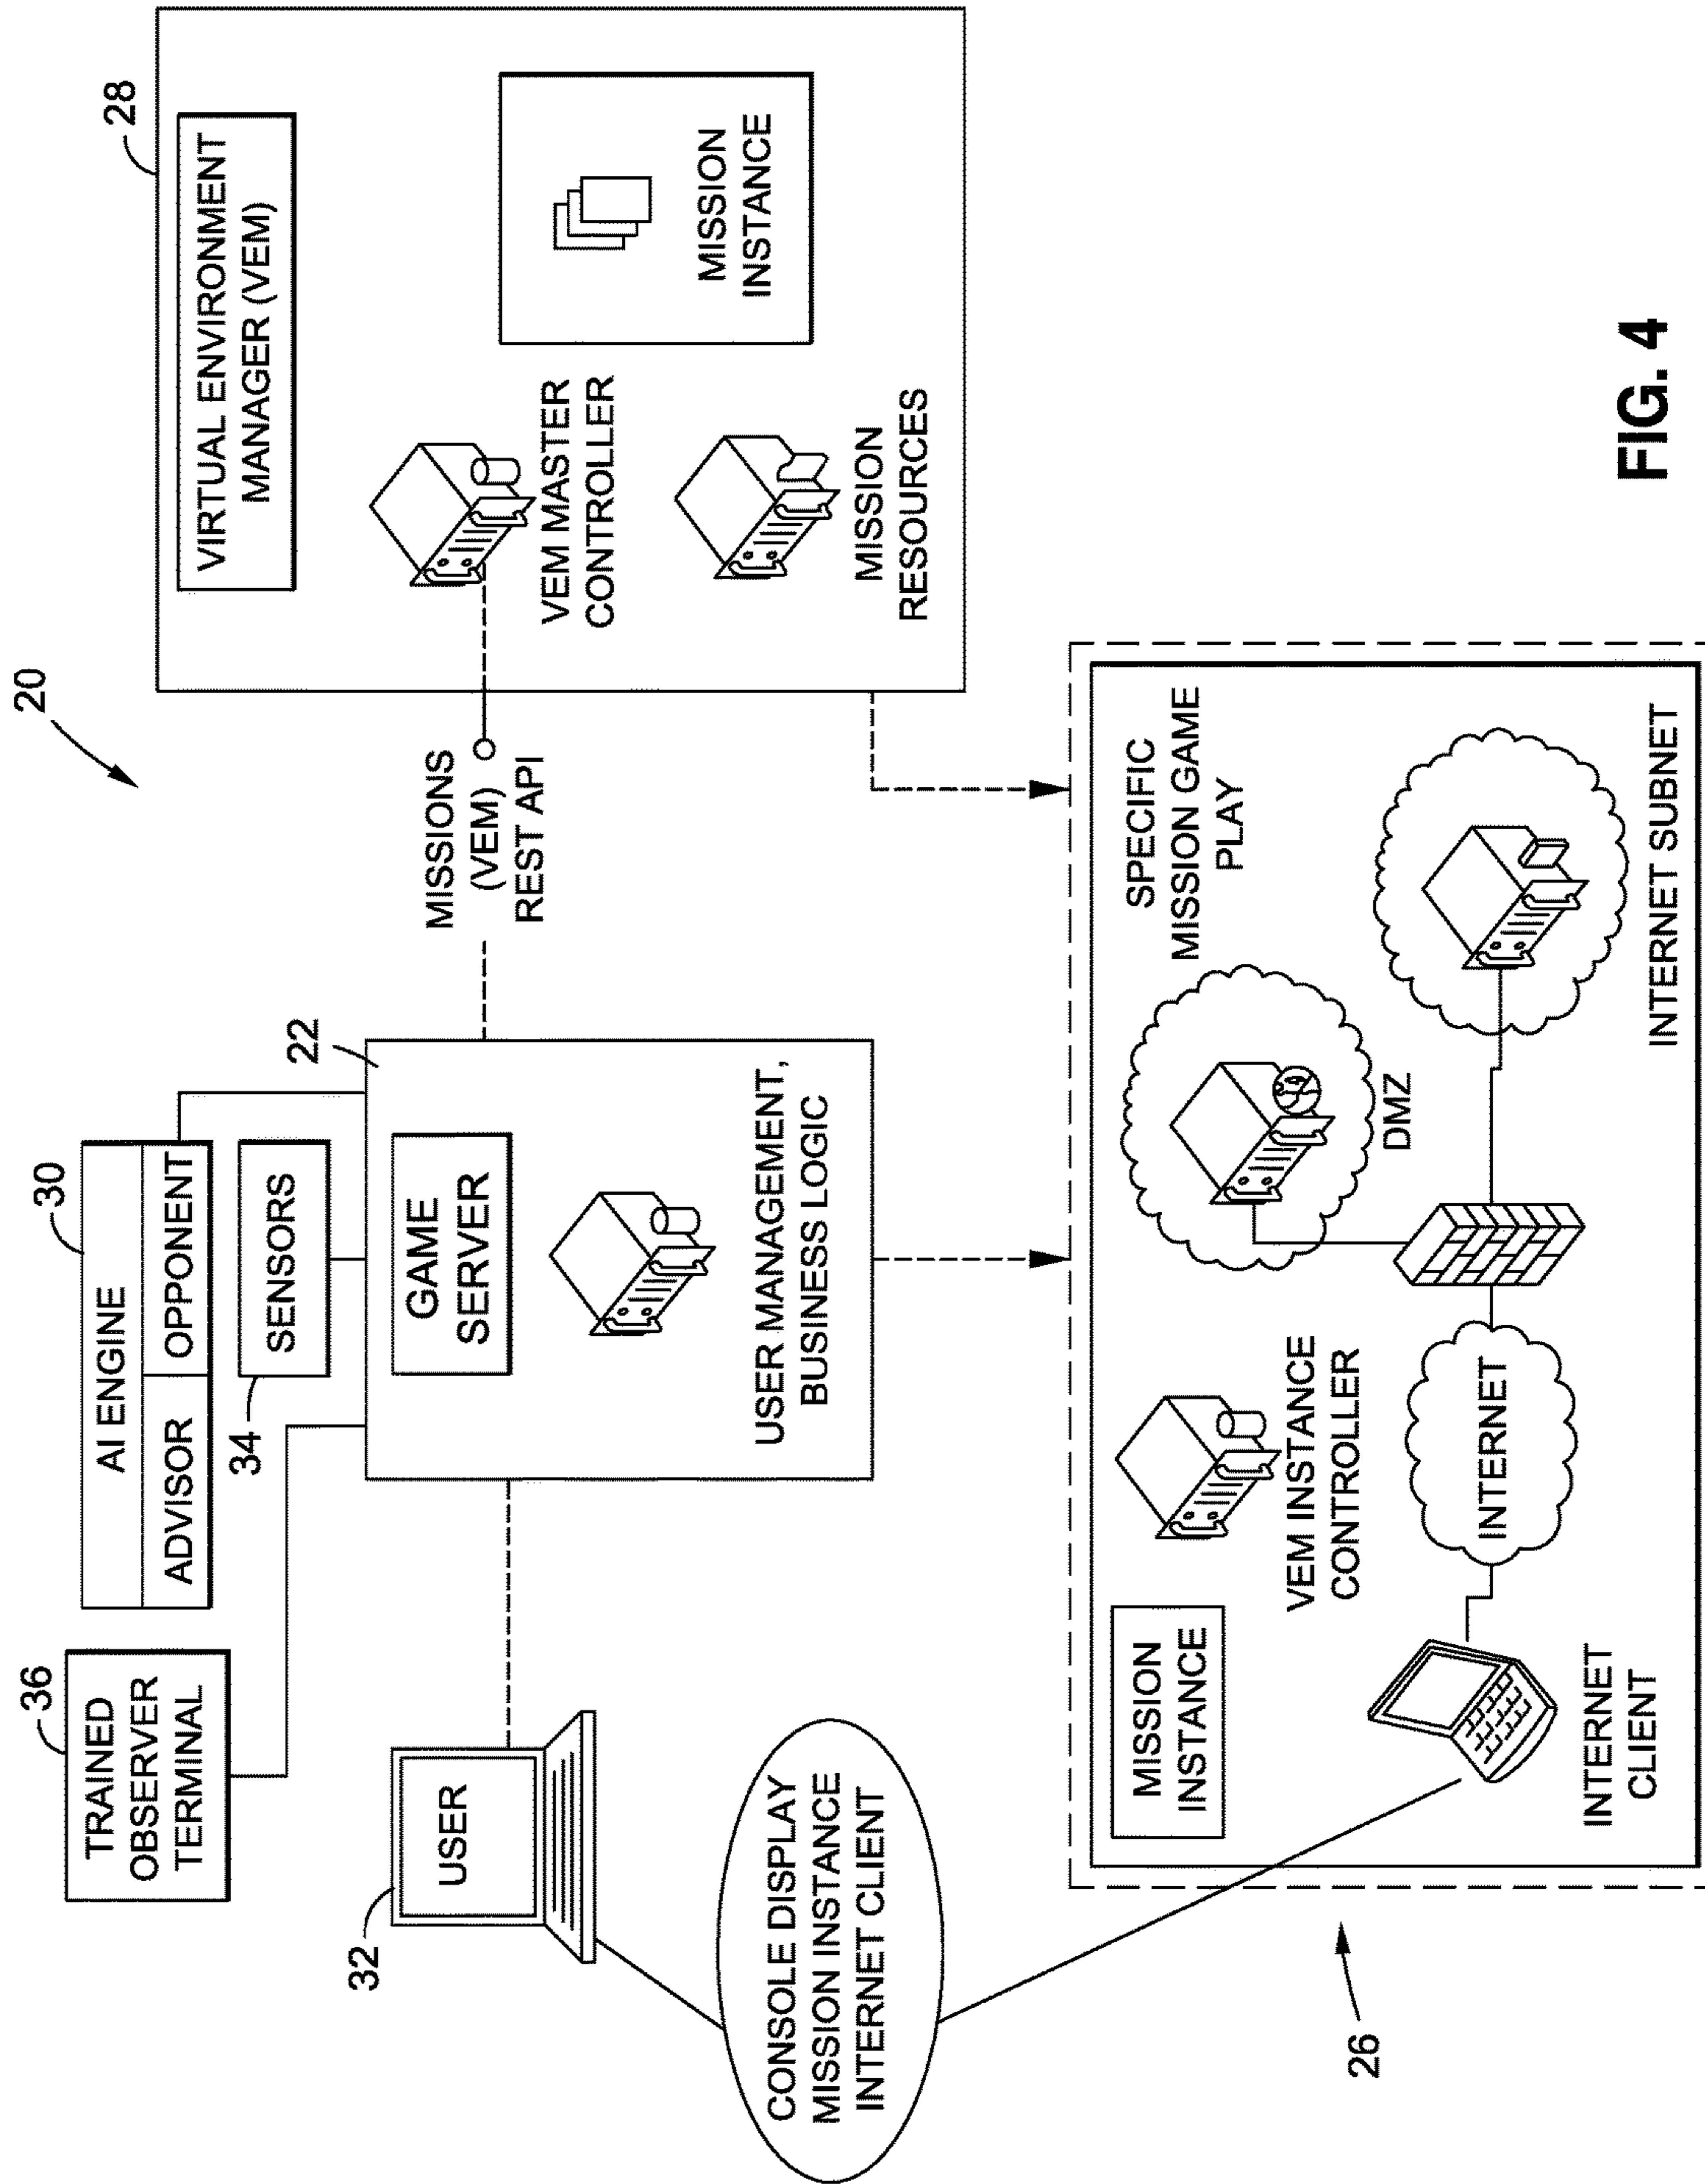 36
TRAINED
OBSERVER
TERMINAL
30
AI ENGINE
ADVISOR
OPPONENT
34
SENSORS
20
28
VIRTUAL ENVIRONMENT
MANAGER (VEM)
32
USER
22
GAME
SERVER
USER MANAGEMENT,
BUSINESS LOGIC
MISSIONS
(VEM)
REST API
VEM MASTER
CONTROLLER
MISSION
RESOURCES
MISSION
INSTANCE
CONSOLE DISPLAY
MISSION INSTANCE
INTERNET CLIENT
26
MISSION
INSTANCE
VEM INSTANCE
CONTROLLER
DMZ
SPECIFIC
MISSION GAME
PLAY
INTERNET
CLIENT
INTERNET
INTERNET SUBNET
FIG. 4